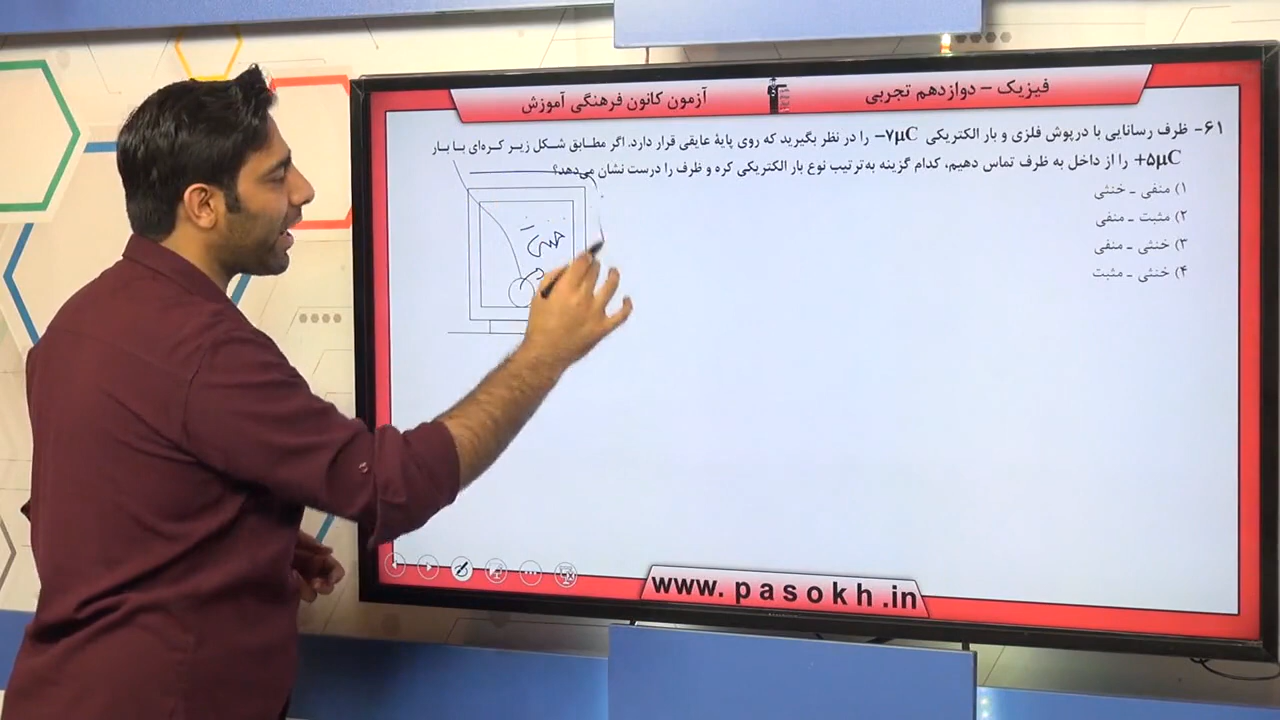 فیزیک - دوازدهم تجربی
آزمون کانون فرهنگی آموزش
۶۱- ظرف رسانایی با درپوش فلزی و بار الکتریکی -۷μC را در نظر بگیرید که روی پایهٔ عایقی قرار دارد. اگر مطابق شکل زیر کره‌ای با بار
+۵μC را از داخل به ظرف تماس دهیم، کدام گزینه به‌ترتیب نوع بار الکتریکی کره و ظرف را درست نشان می‌دهد؟
۱) منفی ـ خنثی
۲) مثبت ـ منفی
۳) خنثی ـ منفی
۴) خنثی ـ مثبت
خنثی
www.pasokh.in